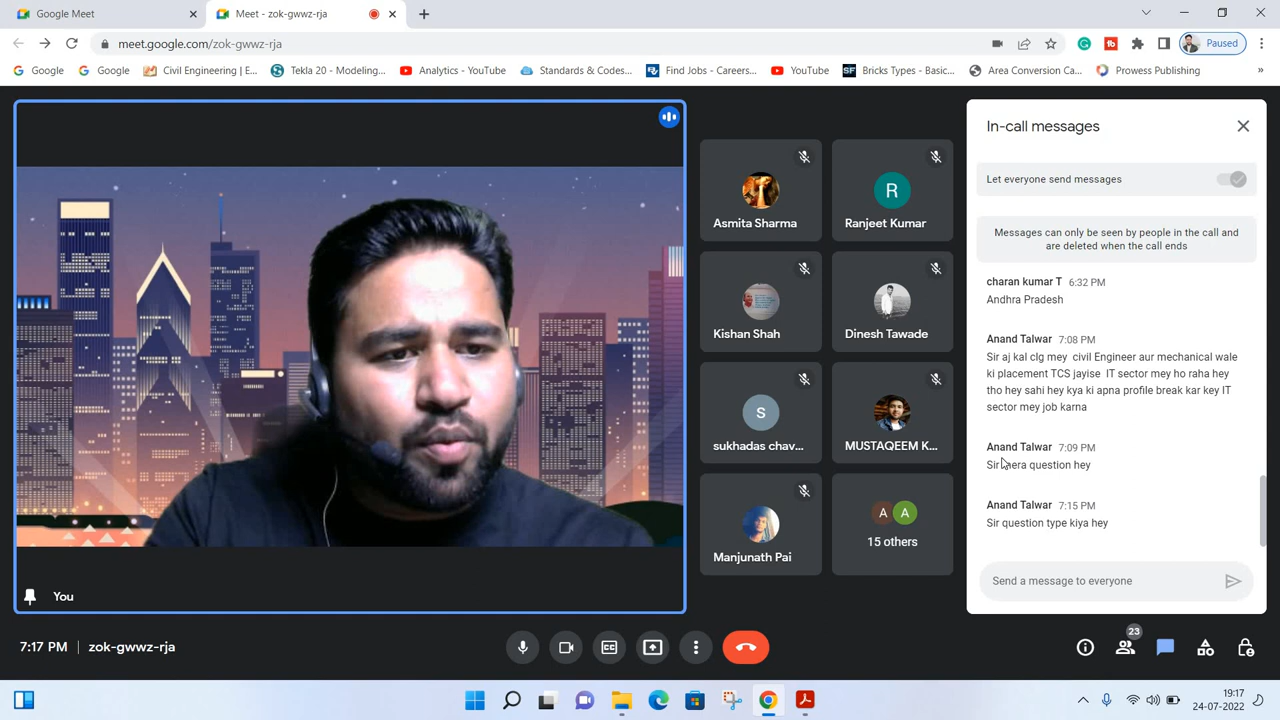 Google Meet
Meet - zok-gwwz-rja
meet.google.com/zok-gwwz-rja
Paused
Google
Google
Civil Engineering | E...
Tekla 20 - Modeling...
Analytics - YouTube
Standards & Codes...
Find Jobs - Careers...
YouTube
Bricks Types - Basic...
Area Conversion Ca...
Prowess Publishing
»
You
Asmita Sharma
R
Ranjeet Kumar
Kishan Shah
Dinesh Tawade
S
sukhadas chav...
MUSTAQEEM K...
Manjunath Pai
A A
15 others
In-call messages
Let everyone send messages
Messages can only be seen by people in the call and
are deleted when the call ends
charan kumar T 6:32 PM
Andhra Pradesh
Anand Talwar 7:08 PM
Sir aj kal clg mey civil Engineer aur mechanical wale
ki placement TCS jayise IT sector mey ho raha hey
tho hey sahi hey kya ki apna profile break kar key IT
sector mey job karna
Anand Talwar 7:09 PM
Sir mera question hey
Anand Talwar 7:15 PM
Sir question type kiya hey
Send a message to everyone
7:17 PM | zok-gwwz-rja
23
19:17
24-07-2022